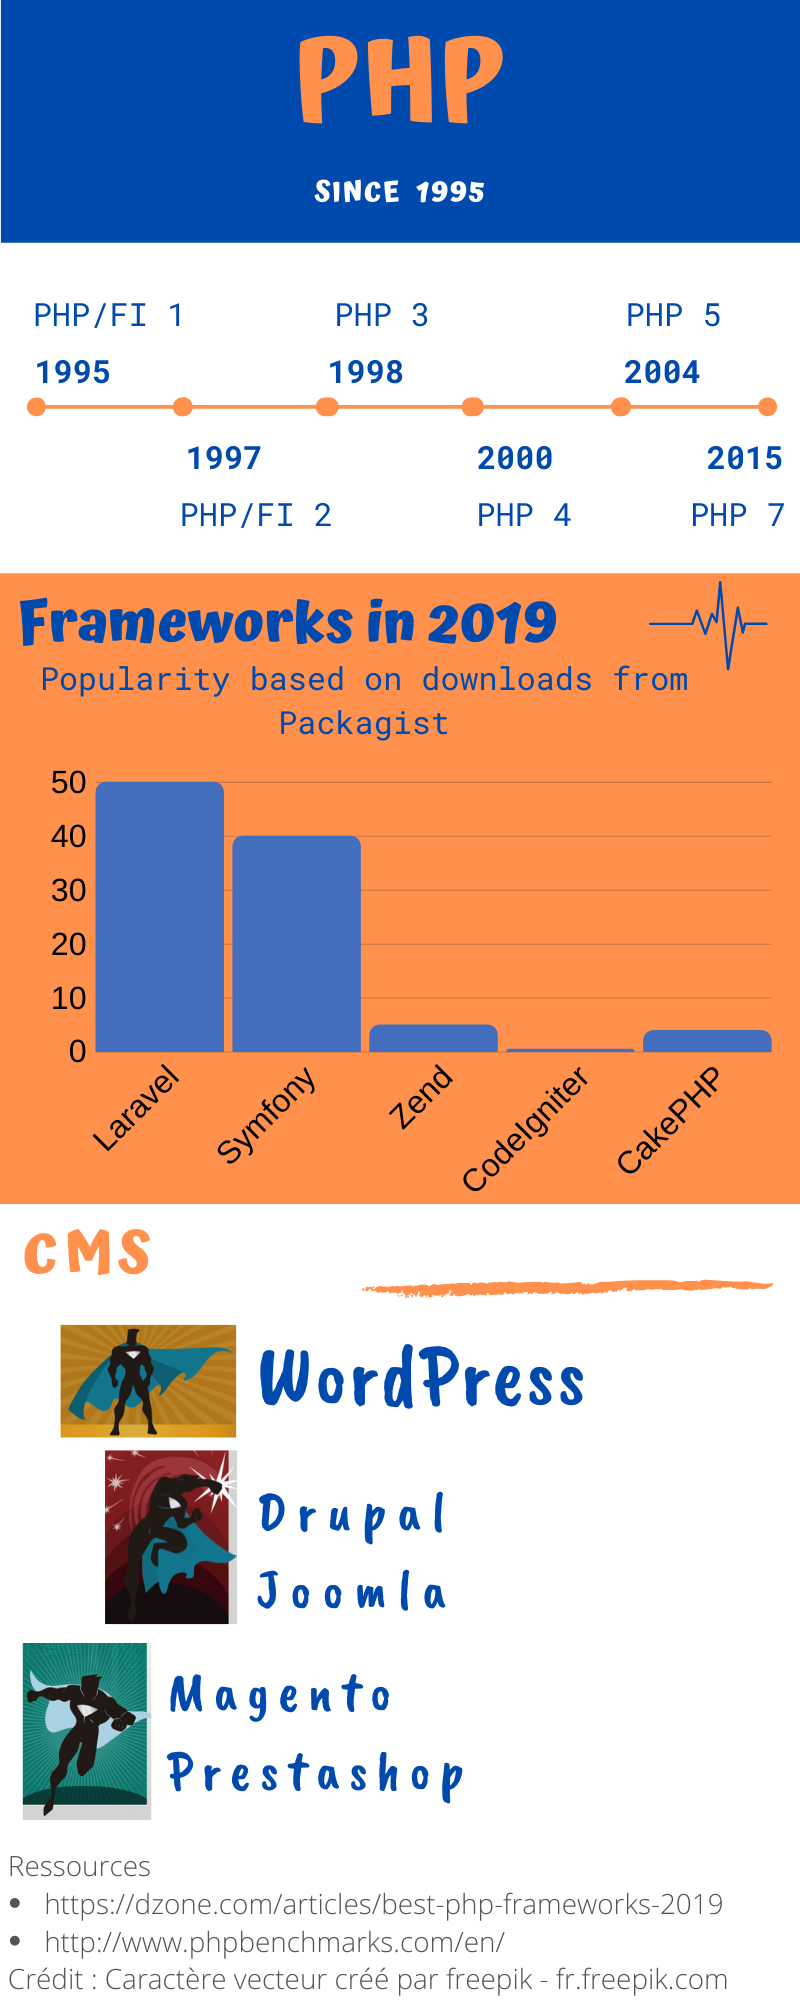 PHP
SINCE 1995
PHP/FI 1
PHP 3
PHP 5
1995
1998
2004
1997
2000
2015
PHP/FI 2
PHP 4
PHP 7
Frameworks in 2019
Popularity based on downloads from
Packagist
50
40
30
20
10
0
Laravel
Symfony
Zend
CodeIgniter
CakePHP
CMS
WordPress
Drupal
Joomla
Magento
Prestashop
Ressources
• https://dzone.com/articles/best-php-frameworks-2019
• http://www.phpbenchmarks.com/en/
Crédit : Caractère vecteur créé par freepik - fr.freepik.com